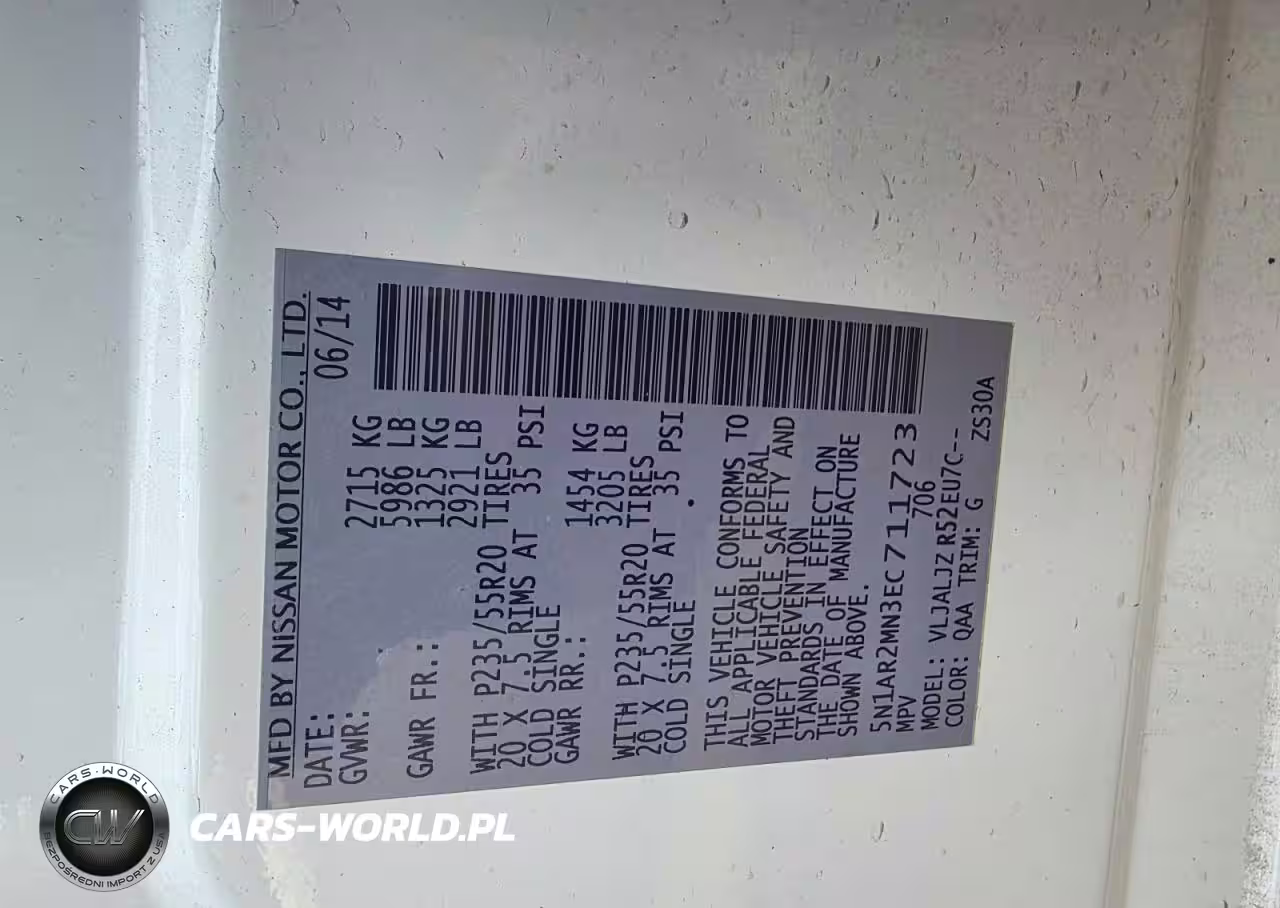 MFD BY NISSAN MOTOR CO., LTD.
DATE: 06/14
GVWR: 2715 KG
5986 LB
GAWR FR.: 1325 KG
2921 LB
WITH P235/55R20 TIRES
20 X 7.5 RIMS AT 35 PSI
COLD SINGLE
GAWR RR.: 1454 KG
3205 LB
WITH P235/55R20 TIRES
20 X 7.5 RIMS AT 35 PSI
COLD SINGLE .
THIS VEHICLE CONFORMS TO
ALL APPLICABLE FEDERAL
MOTOR VEHICLE SAFETY AND
THEFT PREVENTION
STANDARDS IN EFFECT ON
THE DATE OF MANUFACTURE
SHOWN ABOVE.
5N1AR2MN3EC711723
MPV 706
MODEL: VLJALJZ R52EU7C--
COLOR: QAA TRIM: G ZS30A
CARS-WORLD
CW
BEZPOŚREDNI IMPORT Z USA
CARS-WORLD.PL